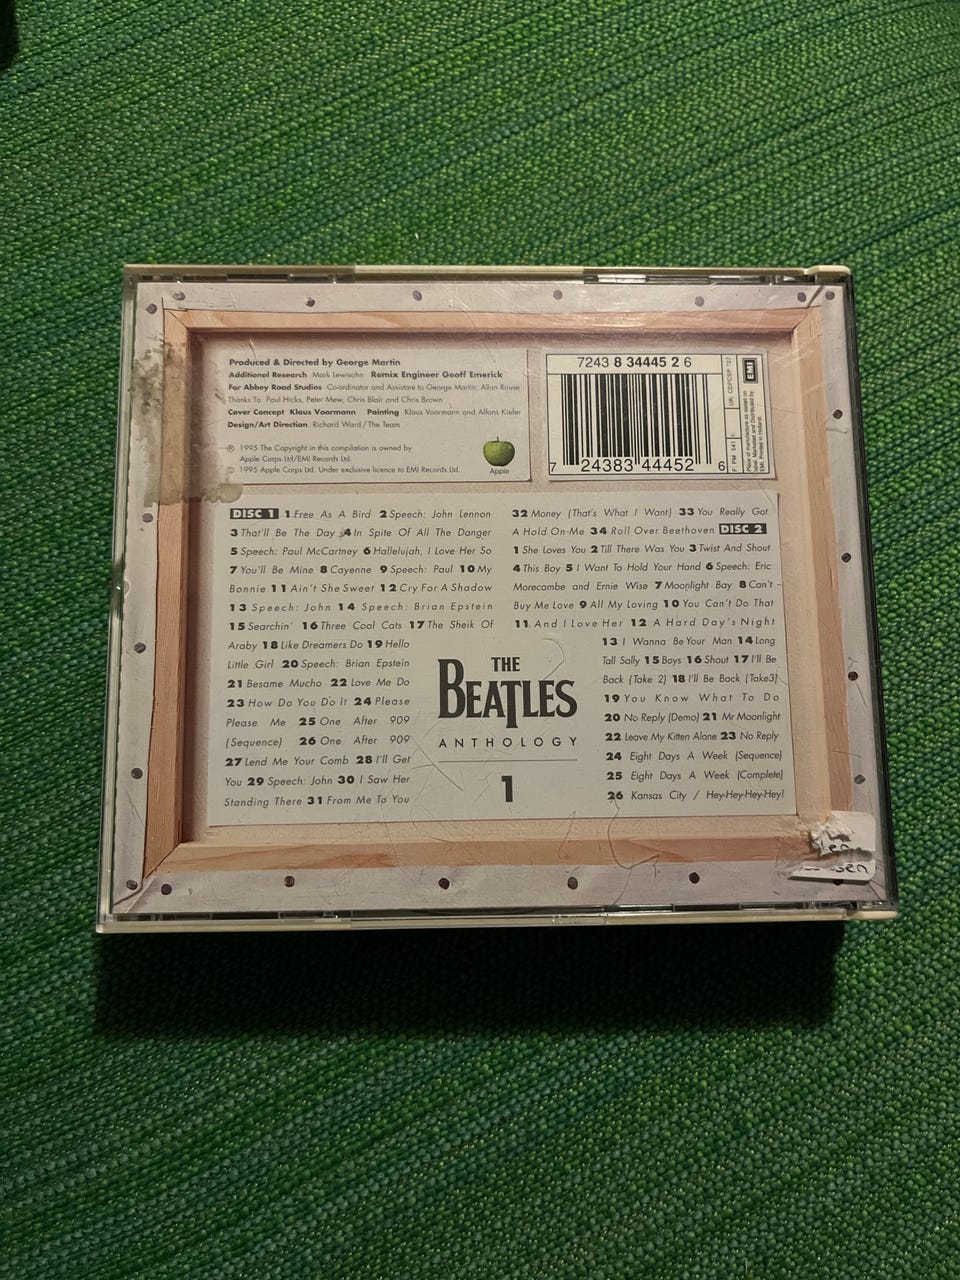 Produced & Directed by George Martin
Additional Research Mark Lewisohn Remix Engineer Geoff Emerick
For Abbey Road Studios Co-ordinator and Assistant to George Martin: Allan Rouse
Thanks To Paul Hicks, Peter Mew, Chris Blair and Chris Brown
Cover Concept Klaus Voormann Painting Klaus Voormann and Alfons Kiefer
Design/Art Direction Richard Ward/The Team
℗ 1995 The Copyright in this compilation is owned by
Apple Corps Ltd/EMI Records Ltd.
© 1995 Apple Corps Ltd. Under exclusive licence to EMI Records Ltd.
Apple
7243 8 34445 2 6
7 24383 44452 6
UK: CDPCSP 727
F: PM 541
EMI
EMI. Printed in Holland.
DISC 1 1 Free As A Bird 2 Speech: John Lennon
3 That'll Be The Day 4 In Spite Of All The Danger
5 Speech: Paul McCartney 6 Hallelujah, I Love Her So
7 You'll Be Mine 8 Cayenne 9 Speech: Paul 10 My
Bonnie 11 Ain't She Sweet 12 Cry For A Shadow
13 Speech: John 14 Speech: Brian Epstein
15 Searchin' 16 Three Cool Cats 17 The Sheik Of
Araby 18 Like Dreamers Do 19 Hello
Little Girl 20 Speech: Brian Epstein
21 Besame Mucho 22 Love Me Do
23 How Do You Do It 24 Please
Please Me 25 One After 909
(Sequence) 26 One After 909
27 Lend Me Your Comb 28 I'll Get
You 29 Speech: John 30 I Saw Her
Standing There 31 From Me To You
32 Money (That's What I Want) 33 You Really Got
A Hold On Me 34 Roll Over Beethoven DISC 2
1 She Loves You 2 Till There Was You 3 Twist And Shout
4 This Boy 5 I Want To Hold Your Hand 6 Speech: Eric
Morecambe and Ernie Wise 7 Moonlight Bay 8 Can't
Buy Me Love 9 All My Loving 10 You Can't Do That
11 And I Love Her 12 A Hard Day's Night
13 I Wanna Be Your Man 14 Long
Tall Sally 15 Boys 16 Shout 17 I'll Be
Back (Take 2) 18 I'll Be Back (Take3)
19 You Know What To Do
20 No Reply (Demo) 21 Mr Moonlight
22 Leave My Kitten Alone 23 No Reply
24 Eight Days A Week (Sequence)
25 Eight Days A Week (Complete)
26 Kansas City / Hey-Hey-Hey-Hey!
THE
BEATLES
ANTHOLOGY
1